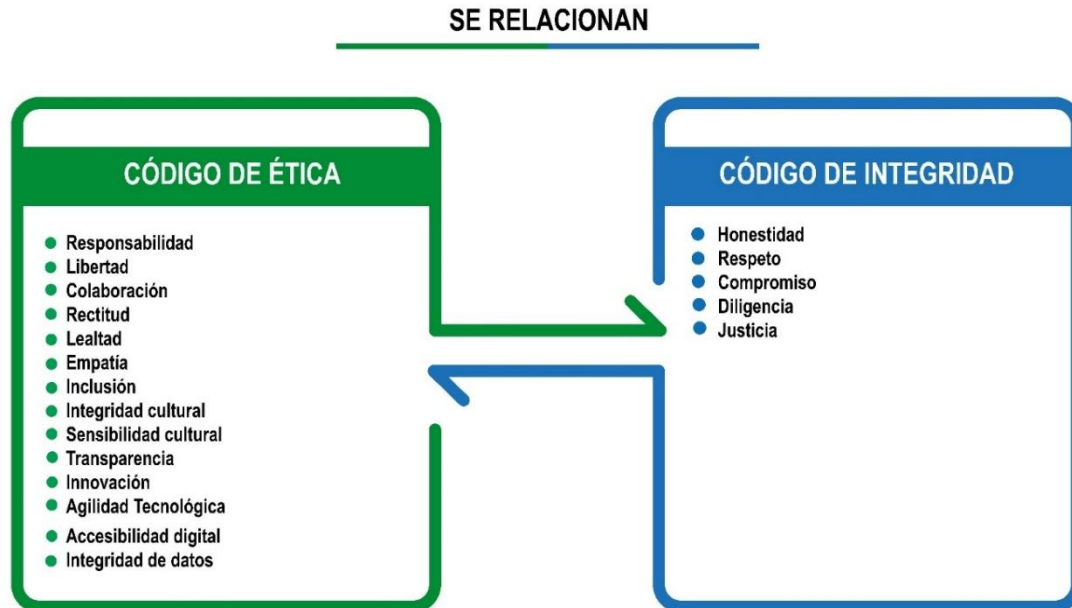 SE RELACIONAN
CÓDIGO DE ÉTICA
Responsabilidad
Libertad
Colaboración
Rectitud
Lealtad
Empatía
Inclusión
Integridad cultural
Sensibilidad cultural
Transparencia
Innovación
Agilidad Tecnológica
Accesibilidad digital
Integridad de datos
CÓDIGO DE INTEGRIDAD
Honestidad
Respeto
Compromiso
Diligencia
Justicia